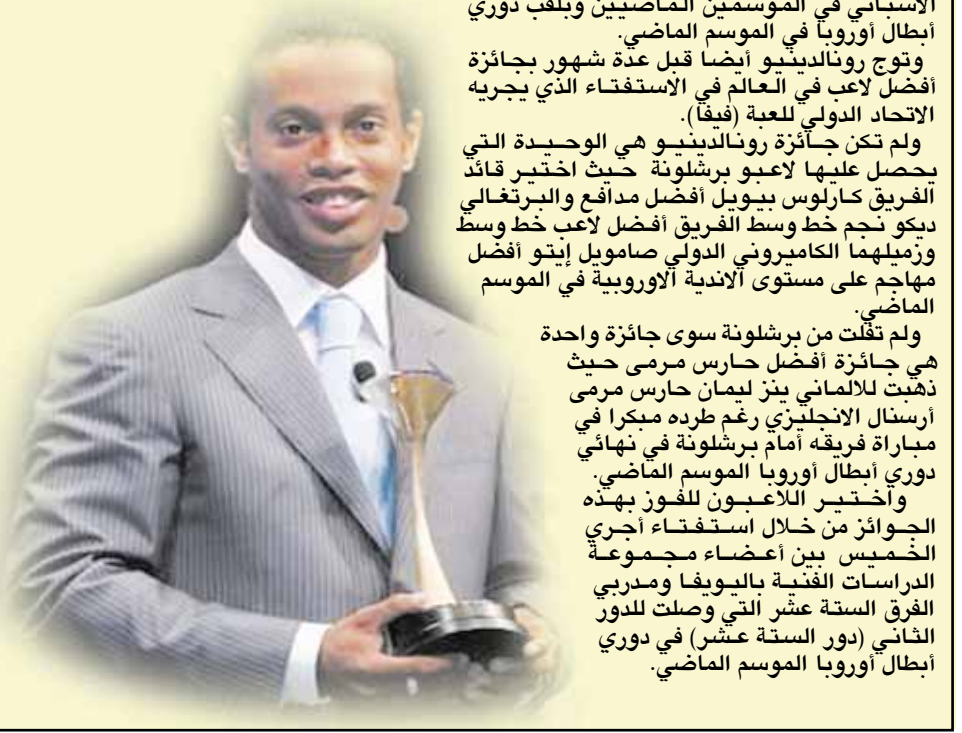 الاسباني في الموسمين الماضيين وبلقب دوري
أبطال أوروبا في الموسم الماضي.
وتوج رونالدينيو أيضا قبل عدة شهور بجائزة
أفضل لاعب في العالم في الاستفتاء الذي يجريه
الاتحاد الدولي للعبة (فيفا).
ولم تكن جائزة رونالدينيو هي الوحيدة التي
يحصل عليها لاعبو برشلونة حيث اختير قائد
الفريق كارلوس بيويل أفضل مدافع والبرتغالي
ديكو نجم خط وسط الفريق أفضل لاعب خط وسط
وزميلهما الكاميروني الدولي صامويل إيتو أفضل
مهاجم على مستوى الاندية الاوروبية في الموسم
الماضي.
ولم تفلت من برشلونة سوى جائزة واحدة
هي جائزة أفضل حارس مرمى حيث
ذهبت للالماني ينز ليمان حارس مرمى
أرسنال الانجليزي رغم طرده مبكرا في
مباراة فريقه أمام برشلونة في نهائي
دوري أبطال أوروبا الموسم الماضي.
واختير اللاعبون للفوز بهذه
الجوائز من خلال استفتاء أجري
الخميس بين أعضاء مجموعة
الدراسات الفنية باليويفا ومدربي
الفرق الستة عشر التي وصلت للدور
الثاني (دور الستة عشر) في دوري
أبطال أوروبا الموسم الماضي.